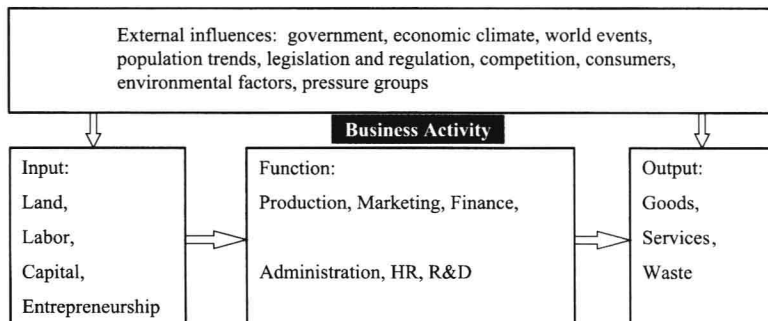 External influences: government, economic climate, world events,
population trends, legislation and regulation, competition, consumers,
environmental factors, pressure groups
Business Activity
Input:
Land,
Labor,
Capital,
Entrepreneurship
Function:
Production, Marketing, Finance,
Administration, HR, R&D
Output:
Goods,
Services,
Waste